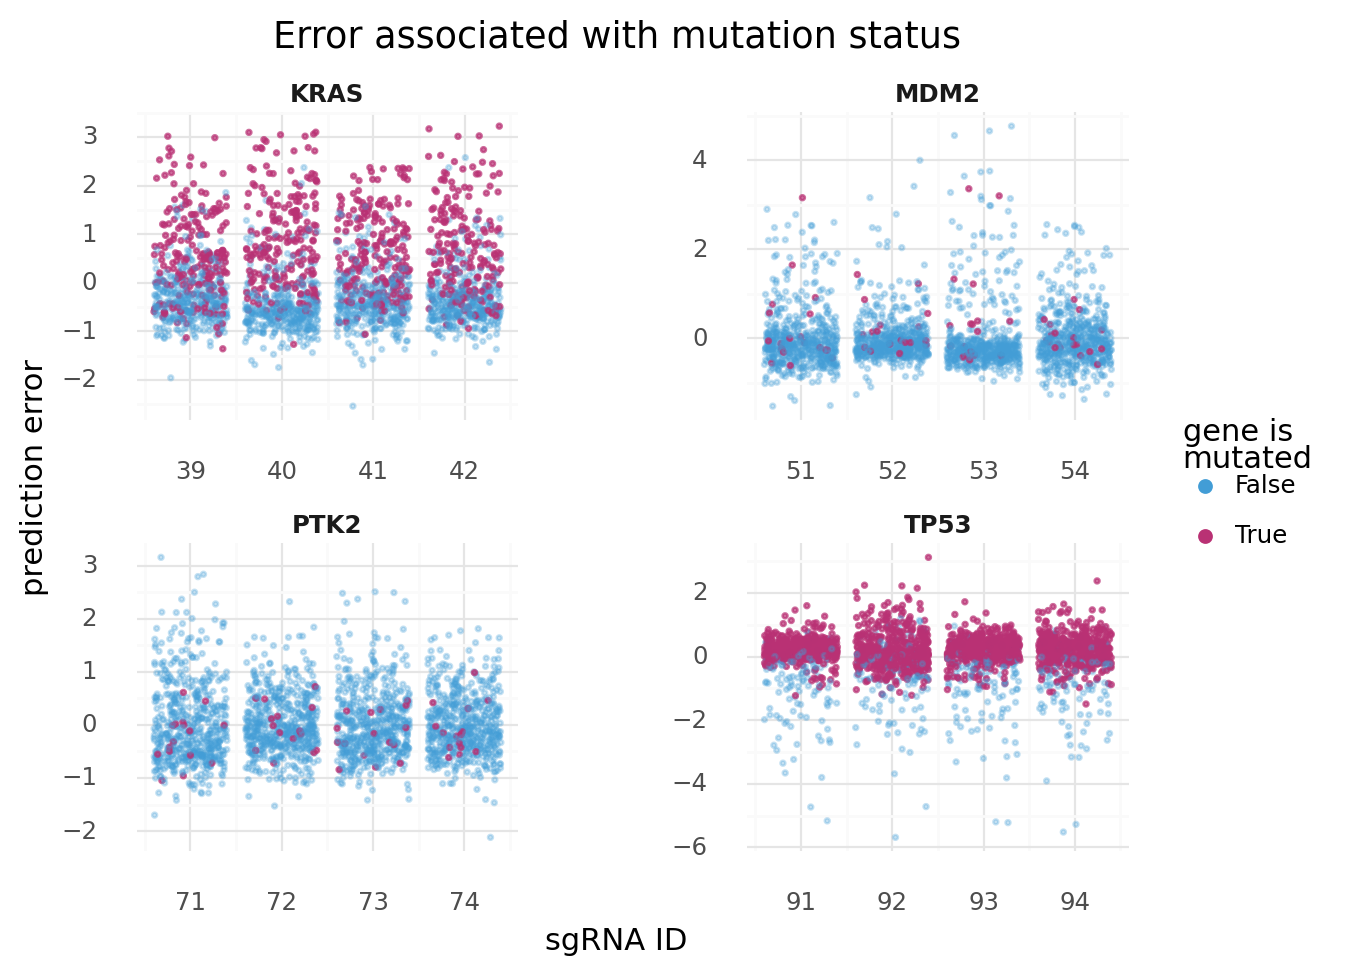 Error associated with mutation status
KRAS
MDM2
3
2
1
0
−1
−2
4
2
0
39 40 41 42
51 52 53 54
prediction error
gene is
mutated
False
True
PTK2
TP53
3
2
1
0
−1
−2
2
0
−2
−4
−6
71 72 73 74
91 92 93 94
sgRNA ID